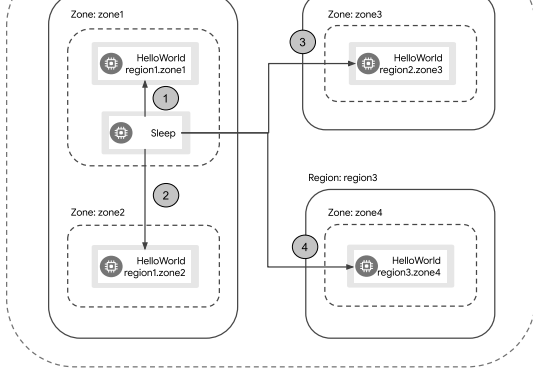 Zone: zone1
HelloWorld
region1.zone1
1
Sleep
2
Zone: zone2
HelloWorld
region1.zone2
Zone: zone3
3
HelloWorld
region2.zone3
Region: region3
Zone: zone4
4
HelloWorld
region3.zone4